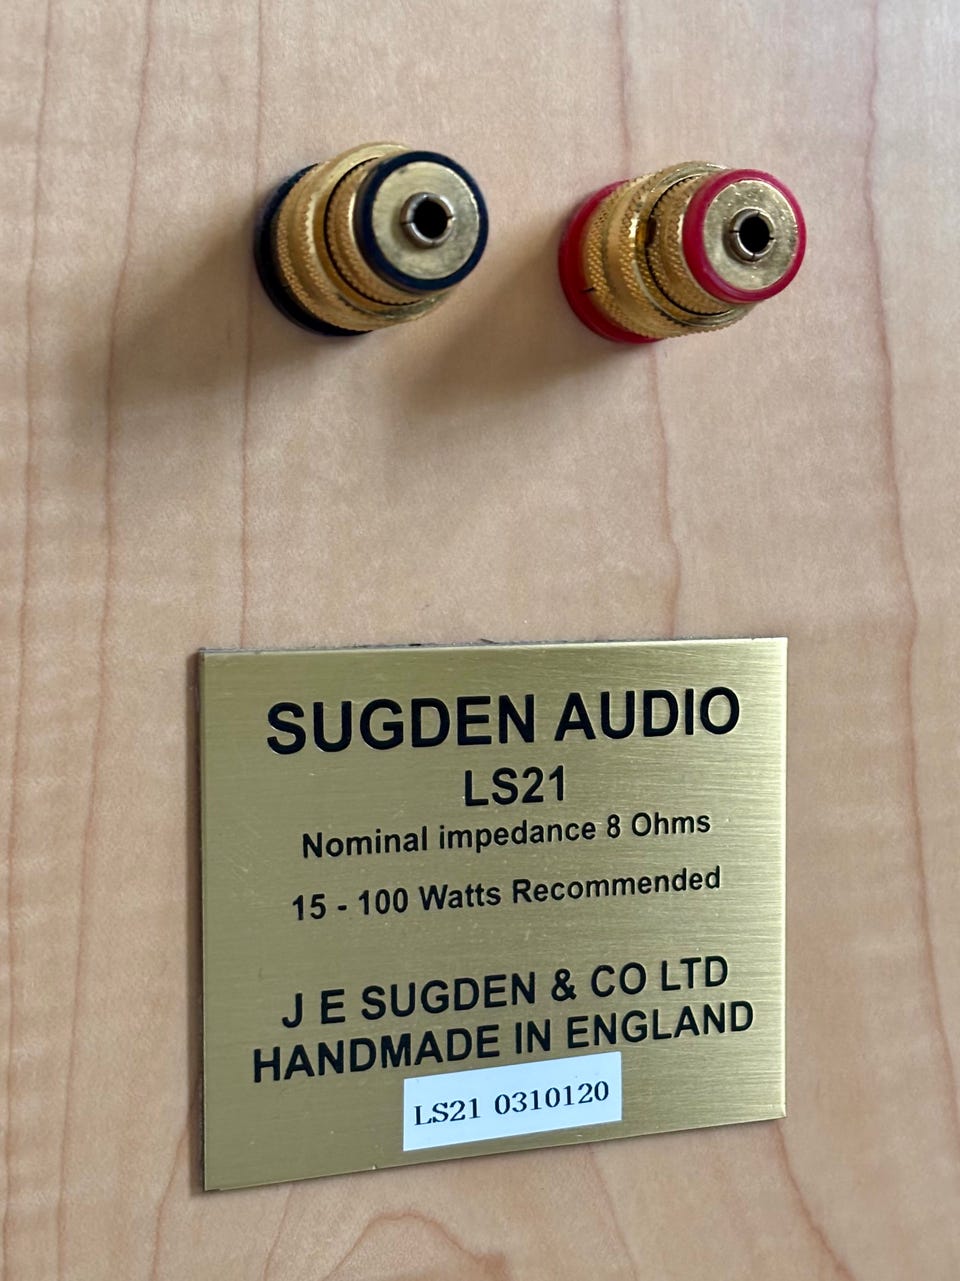 SUGDEN AUDIO
LS21
Nominal impedance 8 Ohms
15 - 100 Watts Recommended
J E SUGDEN & CO LTD
HANDMADE IN ENGLAND
LS21 0310120